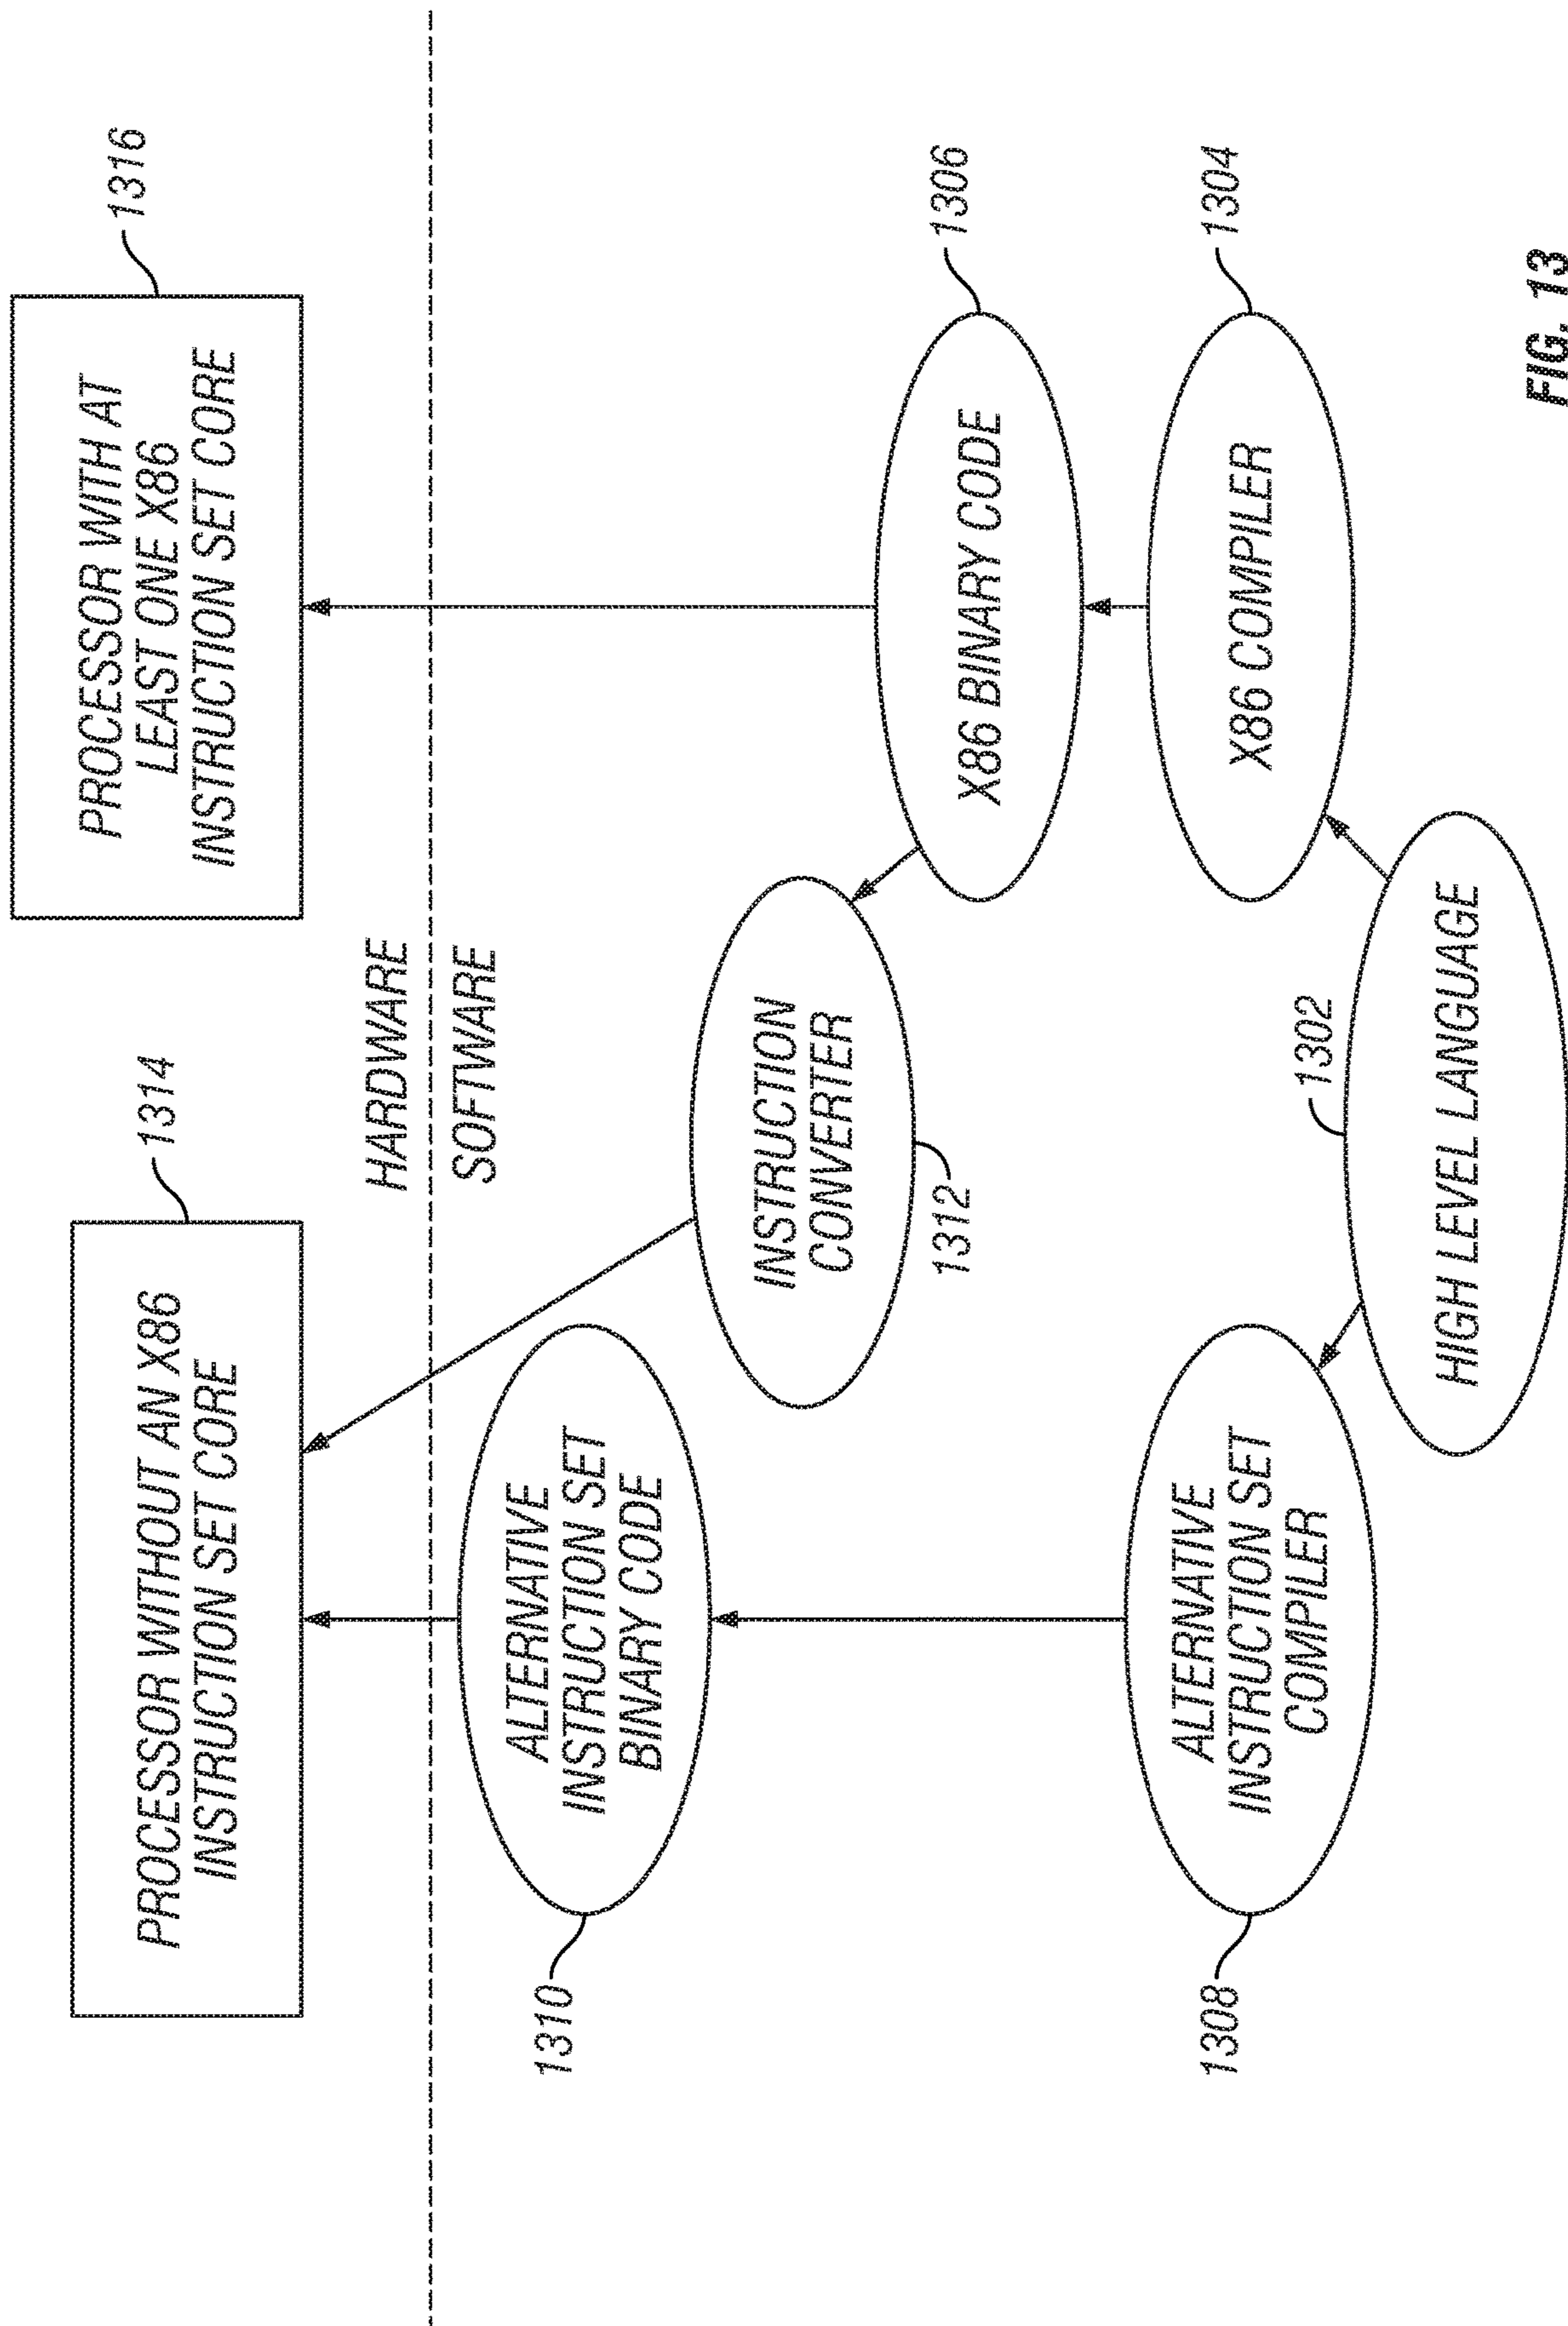 PROCESSOR WITHOUT AN X86
INSTRUCTION SET CORE
1314
PROCESSOR WITH AT
LEAST ONE X86
INSTRUCTION SET CORE
1316
HARDWARE
SOFTWARE
1310
ALTERNATIVE
INSTRUCTION SET
BINARY CODE
INSTRUCTION
CONVERTER
1312
X86 BINARY CODE
1306
1308
ALTERNATIVE
INSTRUCTION SET
COMPILER
X86 COMPILER
1304
1302
HIGH LEVEL LANGUAGE
FIG. 13